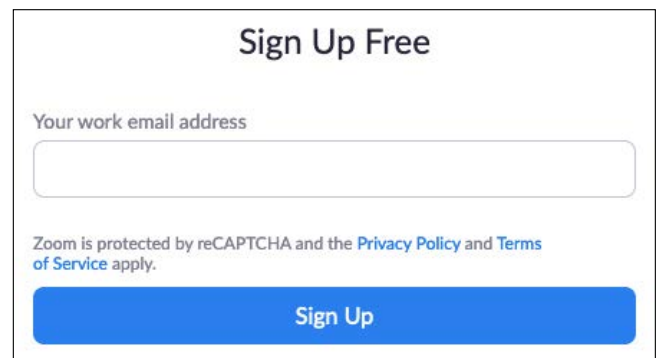 Sign Up Free
Your work email address
Zoom is protected by reCAPTCHA and the Privacy Policy and Terms
of Service apply.
Sign Up